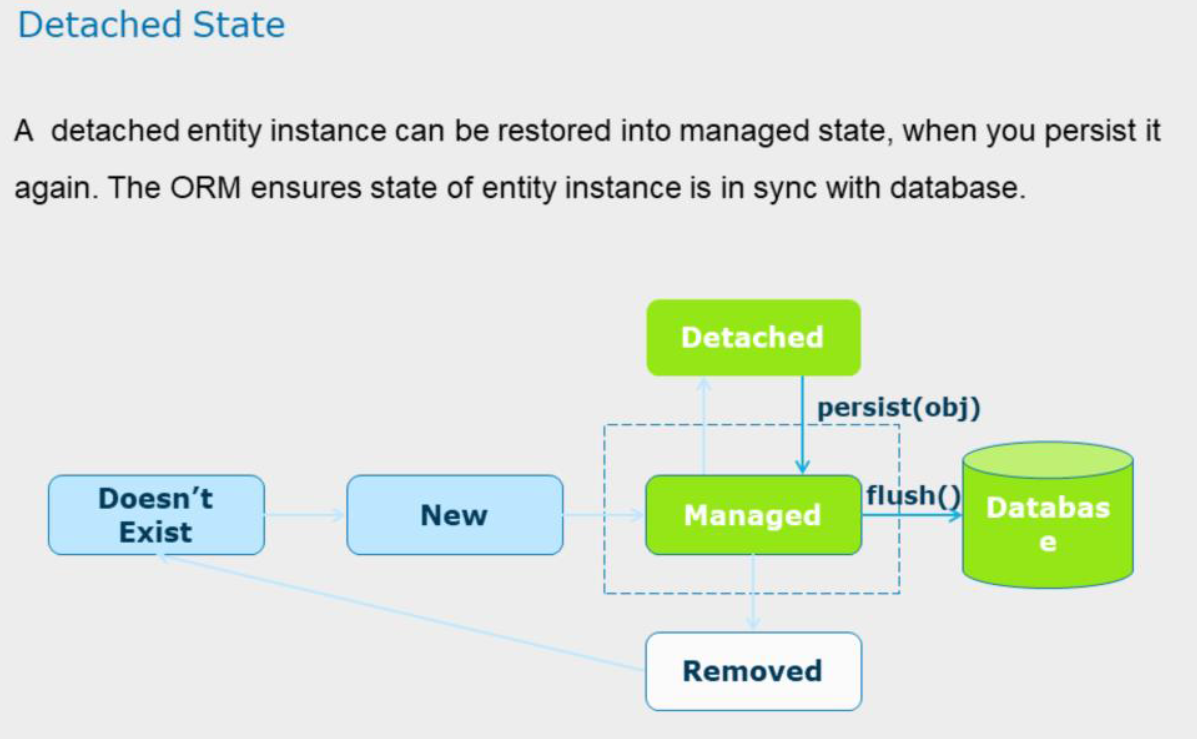 Detached State
A detached entity instance can be restored into managed state, when you persist it
again. The ORM ensures state of entity instance is in sync with database.
Detached
persist(obj)
Doesn’t
Exist
New
Managed
flush()
Databas
e
Removed